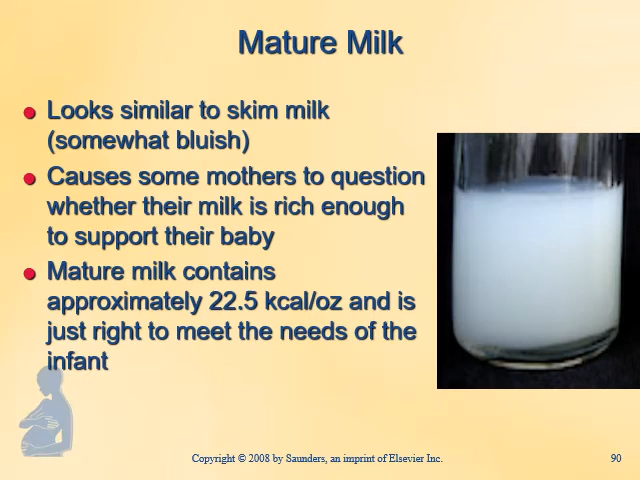 Mature Milk
Looks similar to skim milk
(somewhat bluish)
Causes some mothers to question
whether their milk is rich enough
to support their baby
Mature milk contains
approximately 22.5 kcal/oz and is
just right to meet the needs of the
infant
Copyright © 2008 by Saunders, an imprint of Elsevier Inc.
90